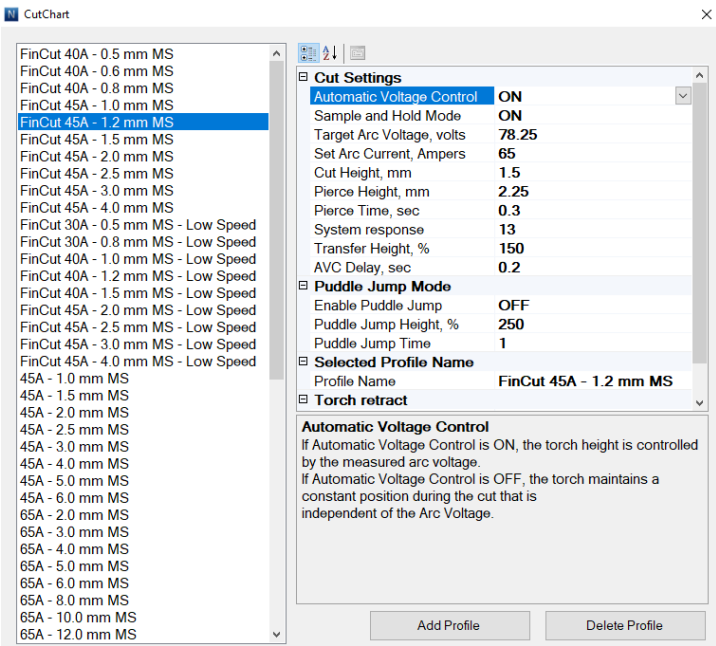 CutChart
FinCut 40A - 0.5 mm MS
FinCut 40A - 0.6 mm MS
FinCut 40A - 0.8 mm MS
FinCut 45A - 1.0 mm MS
FinCut 45A - 1.2 mm MS
FinCut 45A - 1.5 mm MS
FinCut 45A - 2.0 mm MS
FinCut 45A - 2.5 mm MS
FinCut 45A - 3.0 mm MS
FinCut 45A - 4.0 mm MS
FinCut 30A - 0.5 mm MS - Low Speed
FinCut 30A - 0.8 mm MS - Low Speed
FinCut 40A - 1.0 mm MS - Low Speed
FinCut 40A - 1.2 mm MS - Low Speed
FinCut 40A - 1.5 mm MS - Low Speed
FinCut 45A - 2.0 mm MS - Low Speed
FinCut 45A - 2.5 mm MS - Low Speed
FinCut 45A - 3.0 mm MS - Low Speed
FinCut 45A - 4.0 mm MS - Low Speed
45A - 1.0 mm MS
45A - 1.5 mm MS
45A - 2.0 mm MS
45A - 2.5 mm MS
45A - 3.0 mm MS
45A - 4.0 mm MS
45A - 5.0 mm MS
45A - 6.0 mm MS
65A - 2.0 mm MS
65A - 3.0 mm MS
65A - 4.0 mm MS
65A - 5.0 mm MS
65A - 6.0 mm MS
65A - 8.0 mm MS
65A - 10.0 mm MS
65A - 12.0 mm MS
Cut Settings
Automatic Voltage Control ON
Sample and Hold Mode ON
Target Arc Voltage, volts 78.25
Set Arc Current, Ampers 65
Cut Height, mm 1.5
Pierce Height, mm 2.25
Pierce Time, sec 0.3
System response 13
Transfer Height, % 150
AVC Delay, sec 0.2
Puddle Jump Mode
Enable Puddle Jump OFF
Puddle Jump Height, % 250
Puddle Jump Time 1
Selected Profile Name
Profile Name FinCut 45A - 1.2 mm MS
Torch retract
Automatic Voltage Control
If Automatic Voltage Control is ON, the torch height is controlled
by the measured arc voltage.
If Automatic Voltage Control is OFF, the torch maintains a
constant position during the cut that is
independent of the Arc Voltage.
Add Profile
Delete Profile